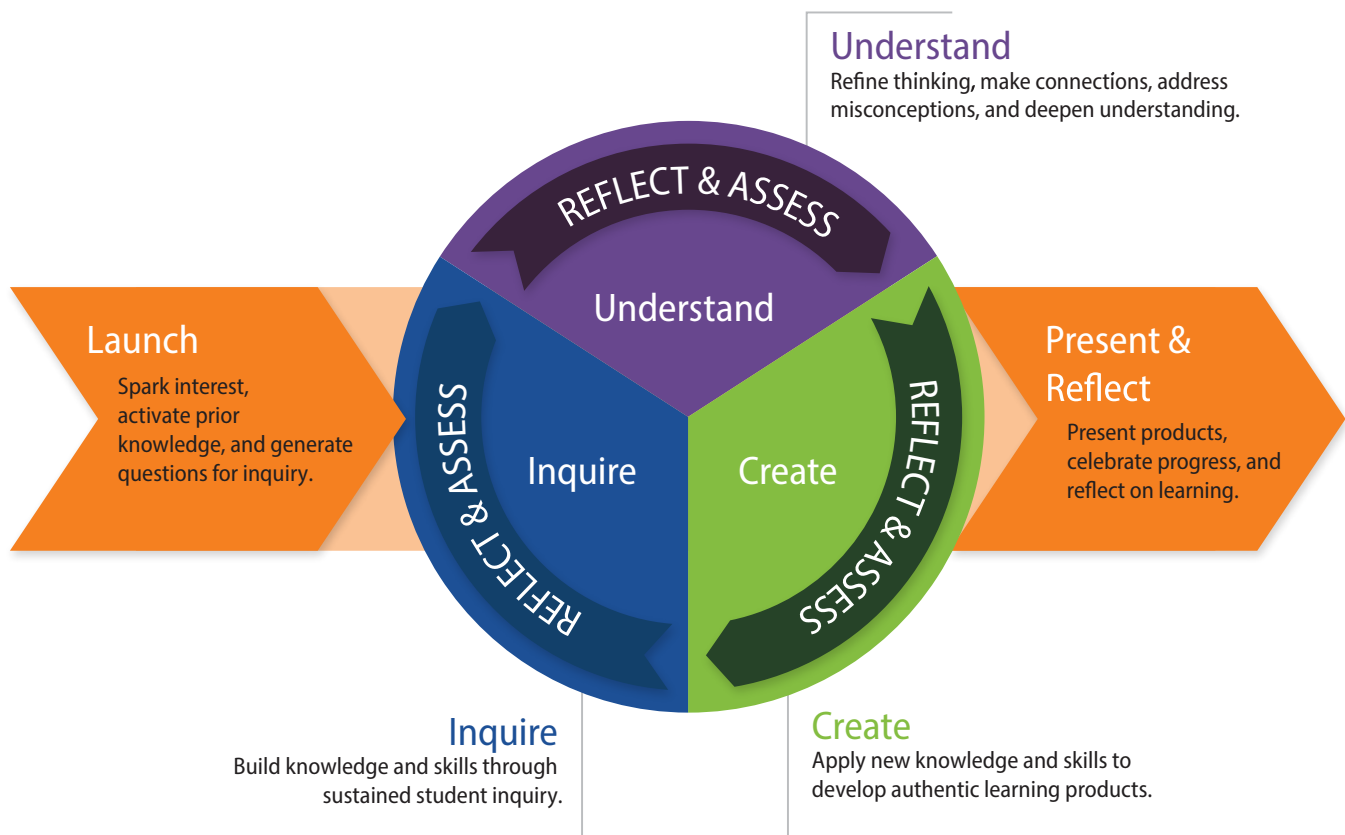 Understand
Refine thinking, make connections, address
misconceptions, and deepen understanding.
REFLECT & ASSESS
Understand
Launch
Spark interest,
activate prior
knowledge, and generate
questions for inquiry.
REFLECT & ASSESS
Inquire
Create
REFLECT & ASSESS
Present &
Reflect
Present products,
celebrate progress, and
reflect on learning.
Inquire
Build knowledge and skills through
sustained student inquiry.
Create
Apply new knowledge and skills to
develop authentic learning products.